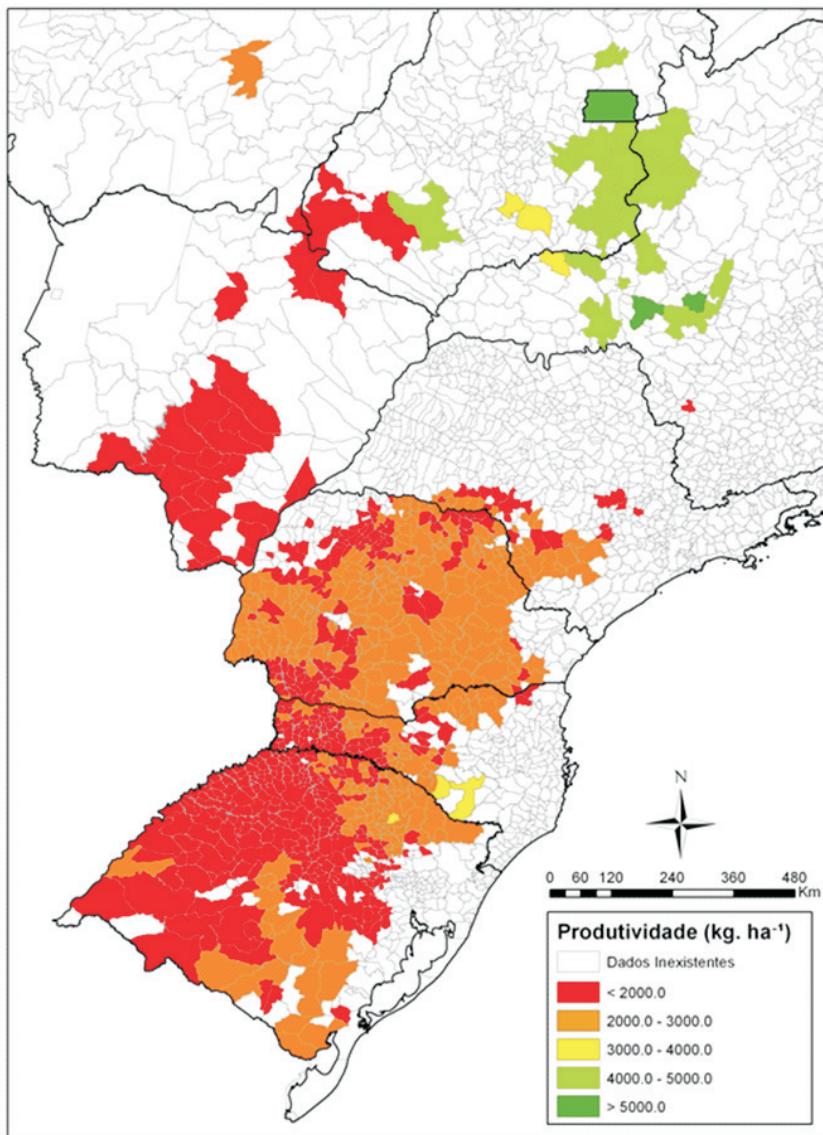 N
0 60 120 240 360 480
Km
Produtividade (kg. ha⁻¹)
Dados Inexistentes
< 2000.0
2000.0 - 3000.0
3000.0 - 4000.0
4000.0 - 5000.0
> 5000.0